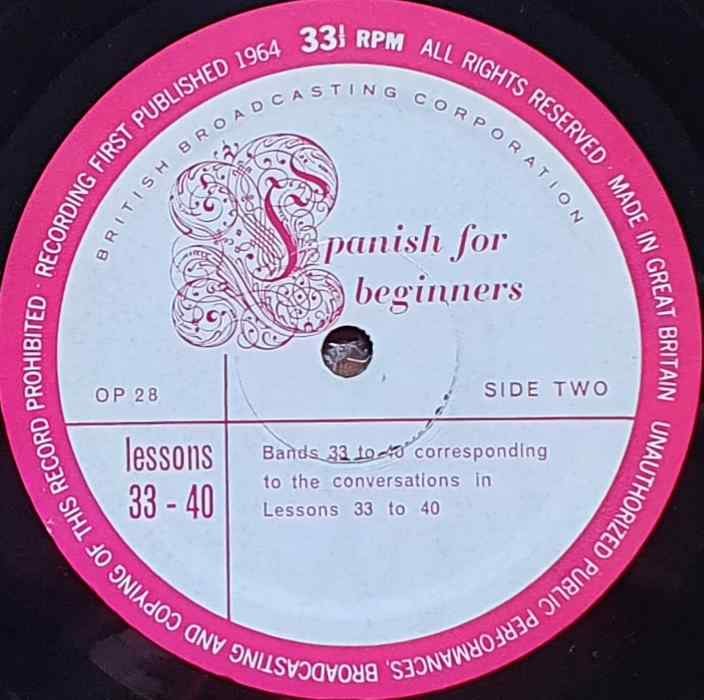 RECORDING FIRST PUBLISHED 1964 33⅓ RPM ALL RIGHTS RESERVED · MADE IN GREAT BRITAIN
UNAUTHORIZED PUBLIC PERFORMANCES, BROADCASTING AND COPYING OF THIS RECORD PROHIBITED ·
BRITISH BROADCASTING CORPORATION
Spanish for
beginners
OP 28
SIDE TWO
lessons
33 - 40
Bands 33 to 40 corresponding
to the conversations in
Lessons 33 to 40